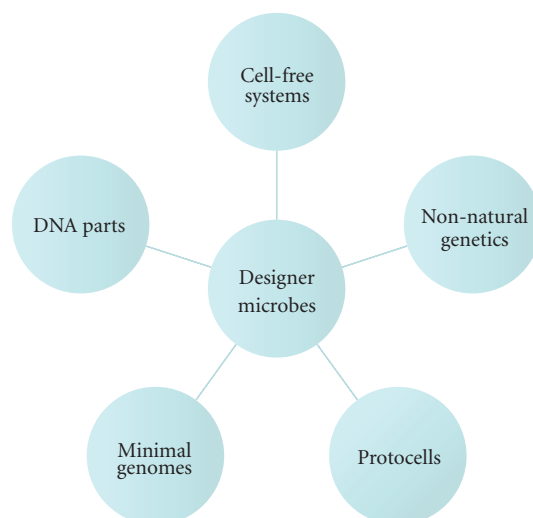 Cell-free
systems
DNA parts
Non-natural
genetics
Designer
microbes
Minimal
genomes
Protocells